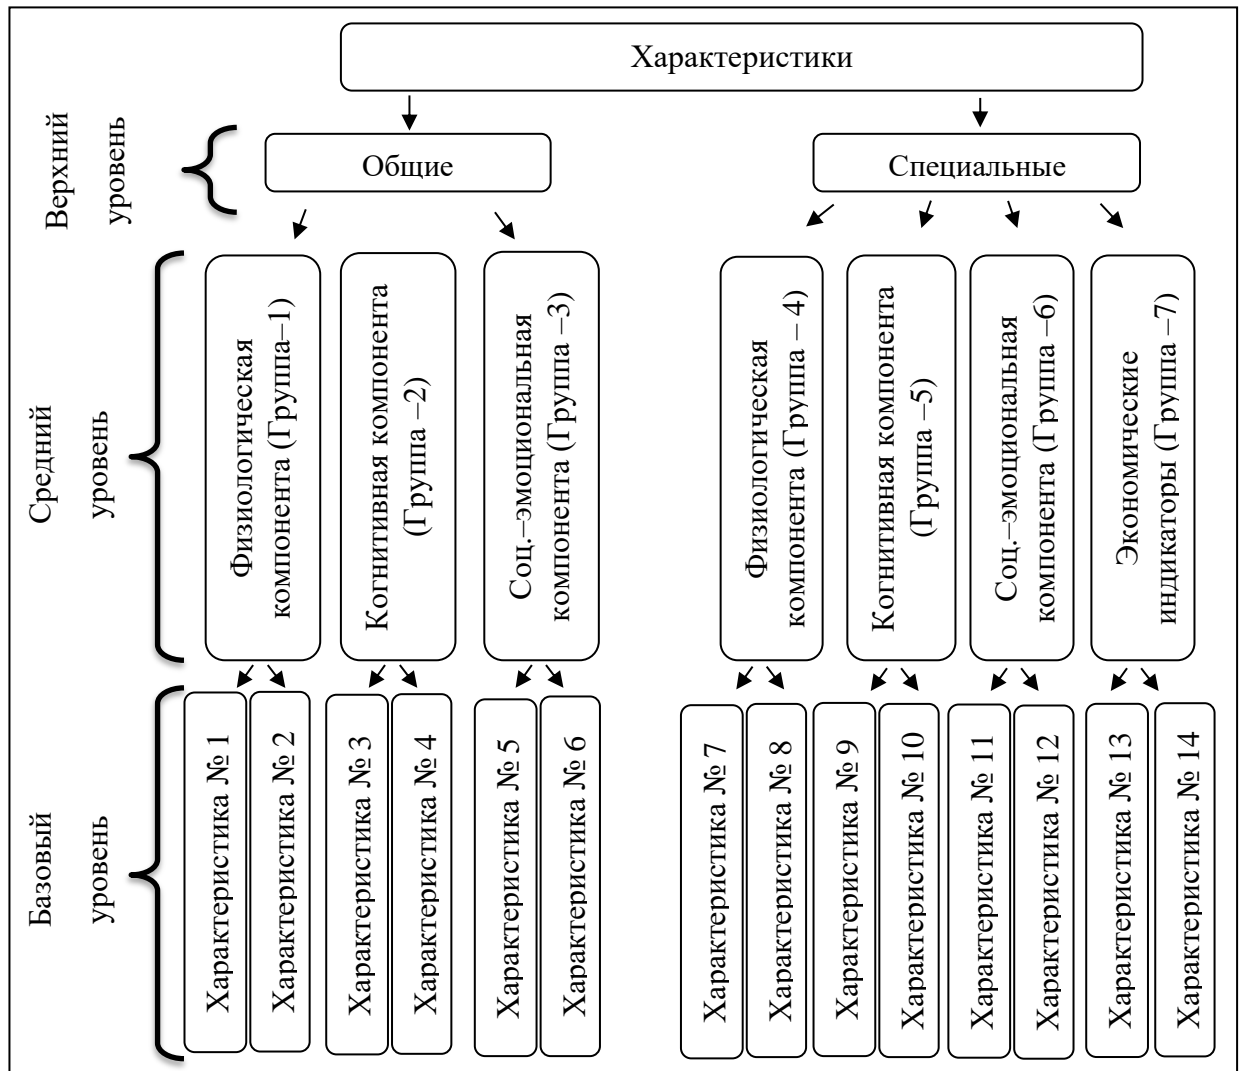 Характеристики
Верхний
уровень
Общие
Специальные
Средний
уровень
Физиологическая
компонента (Группа–1)
Когнитивная компонента
(Группа –2)
Соц.–эмоциональная
компонента (Группа –3)
Физиологическая
компонента (Группа – 4)
Когнитивная компонента
(Группа –5)
Соц.–эмоциональная
компонента (Группа –6)
Экономические
индикаторы (Группа –7)
Базовый
уровень
Характеристика № 1
Характеристика № 2
Характеристика № 3
Характеристика № 4
Характеристика № 5
Характеристика № 6
Характеристика № 7
Характеристика № 8
Характеристика № 9
Характеристика № 10
Характеристика № 11
Характеристика № 12
Характеристика № 13
Характеристика № 14